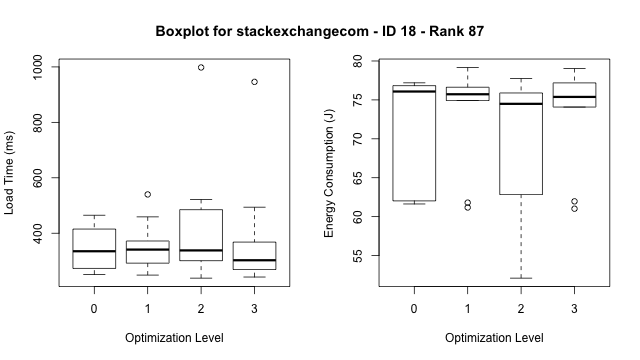 Boxplot for stackexchangecom - ID 18 - Rank 87
Load Time (ms)
1000
800
600
400
0 1 2 3
Optimization Level
Energy Consumption (J)
80
75
70
65
60
55
0 1 2 3
Optimization Level